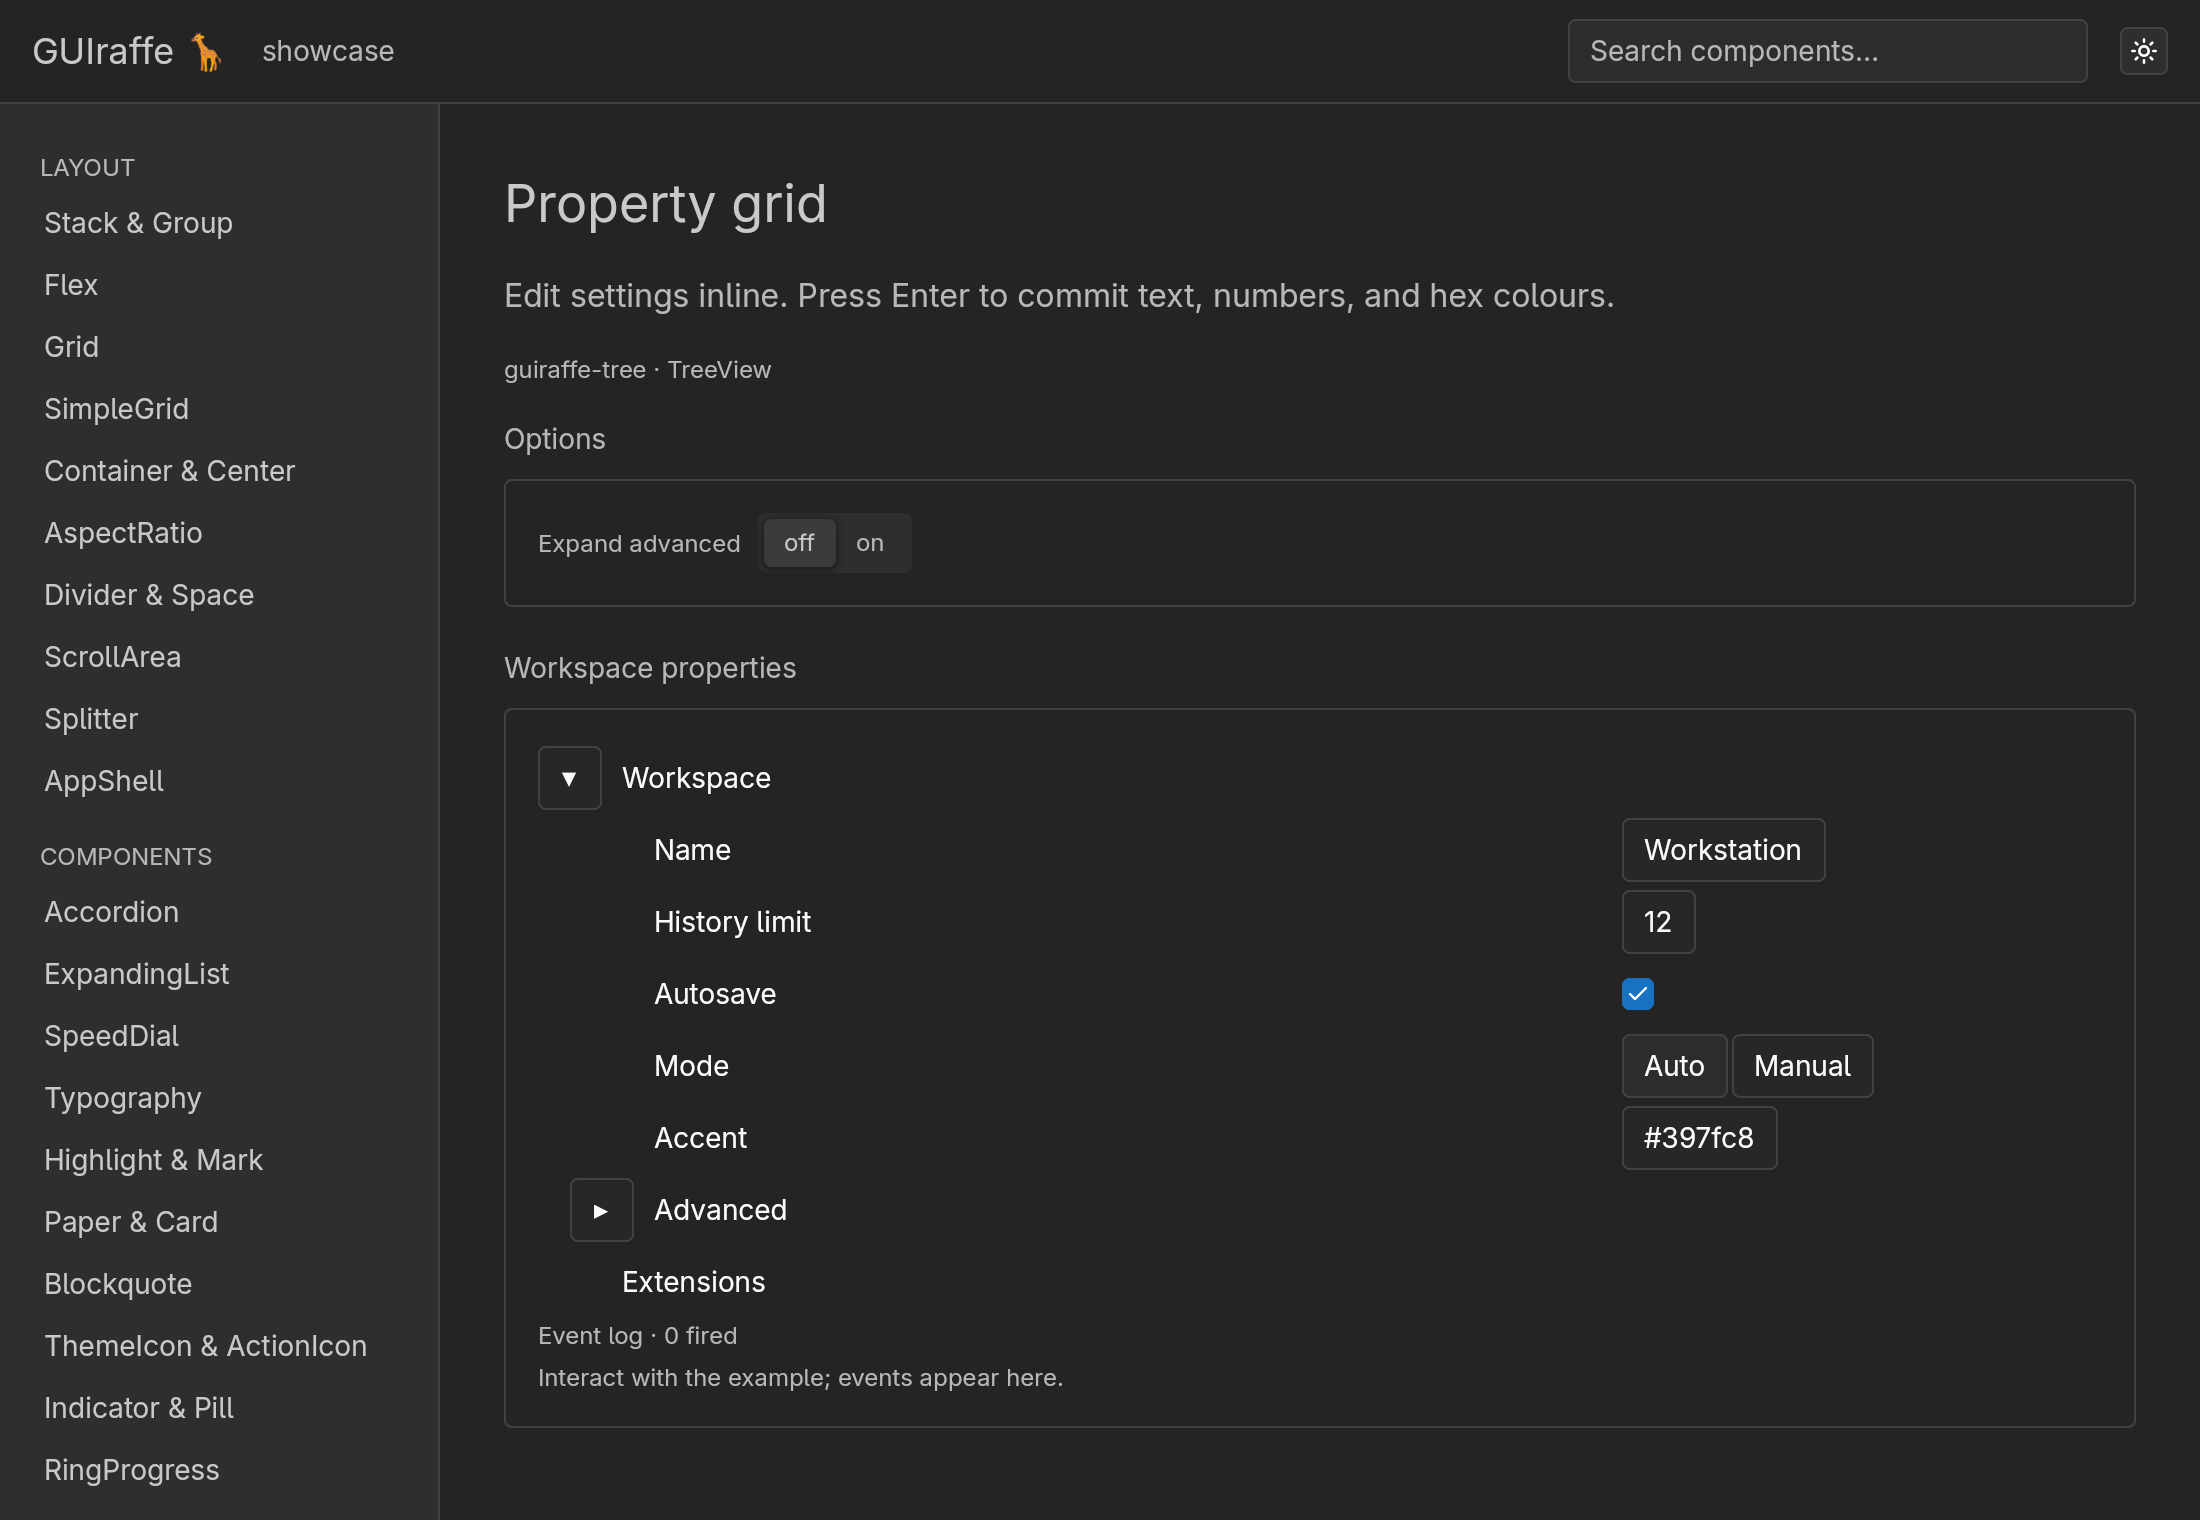 GUIraffe 🦒 showcase
Search components...
LAYOUT
Stack & Group
Flex
Grid
SimpleGrid
Container & Center
AspectRatio
Divider & Space
ScrollArea
Splitter
AppShell
COMPONENTS
Accordion
ExpandingList
SpeedDial
Typography
Highlight & Mark
Paper & Card
Blockquote
ThemeIcon & ActionIcon
Indicator & Pill
RingProgress
Property grid
Edit settings inline. Press Enter to commit text, numbers, and hex colours.
guiraffe-tree · TreeView
Options
Expand advanced off on
Workspace properties
▼ Workspace
Name Workstation
History limit 12
Autosave
Mode Auto Manual
Accent #397fc8
▶ Advanced
Extensions
Event log · 0 fired
Interact with the example; events appear here.